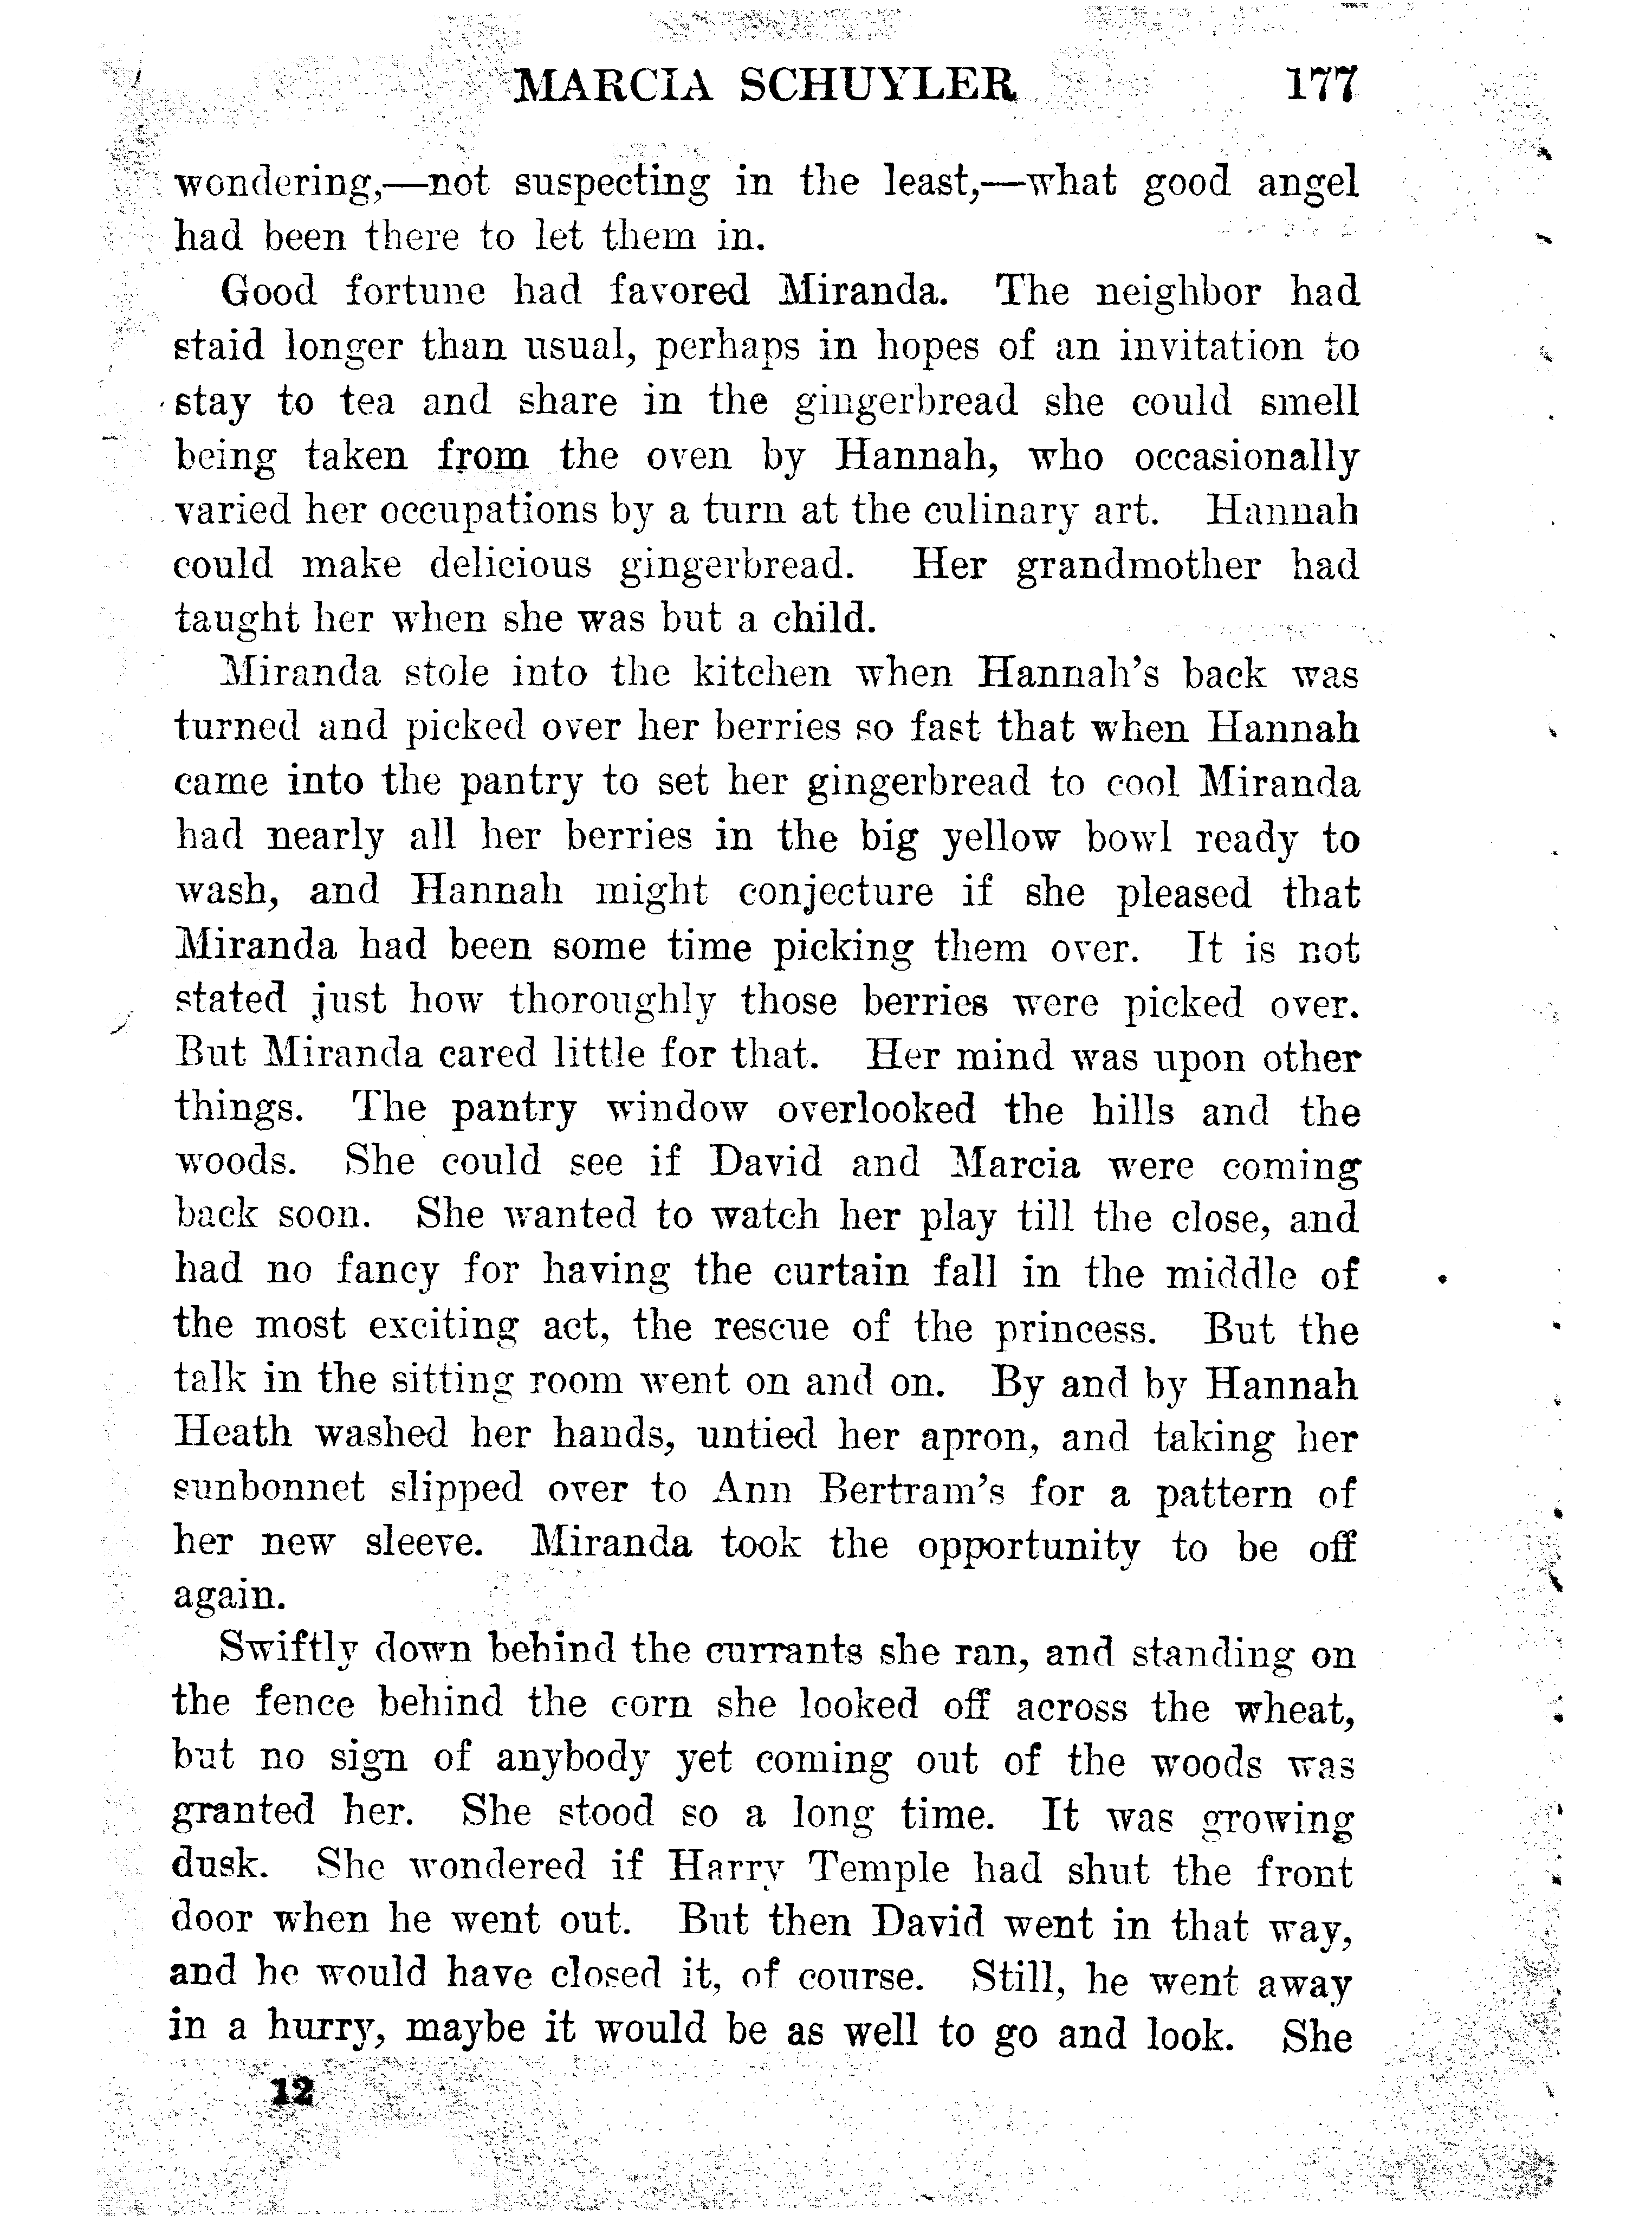 MARCIA SCHUYLER 177
wondering,—not suspecting in the least,—what good angel
had been there to let them in.
Good fortune had favored Miranda. The neighbor had
staid longer than usual, perhaps in hopes of an invitation to
stay to tea and share in the gingerbread she could smell
being taken from the oven by Hannah, who occasionally
varied her occupations by a turn at the culinary art. Hannah
could make delicious gingerbread. Her grandmother had
taught her when she was but a child.
Miranda stole into the kitchen when Hannah's back was
turned and picked over her berries so fast that when Hannah
came into the pantry to set her gingerbread to cool Miranda
had nearly all her berries in the big yellow bowl ready to
wash, and Hannah might conjecture if she pleased that
Miranda had been some time picking them over. It is not
stated just how thoroughly those berries were picked over.
But Miranda cared little for that. Her mind was upon other
things. The pantry window overlooked the hills and the
woods. She could see if David and Marcia were coming
back soon. She wanted to watch her play till the close, and
had no fancy for having the curtain fall in the middle of
the most exciting act, the rescue of the princess. But the
talk in the sitting room went on and on. By and by Hannah
Heath washed her hands, untied her apron, and taking her
sunbonnet slipped over to Ann Bertram's for a pattern of
her new sleeve. Miranda took the opportunity to be off
again.
Swiftly down behind the currants she ran, and standing on
the fence behind the corn she looked off across the wheat,
but no sign of anybody yet coming out of the woods was
granted her. She stood so a long time. It was growing
dusk. She wondered if Harry Temple had shut the front
door when he went out. But then David went in that way,
and he would have closed it, of course. Still, he went away
in a hurry, maybe it would be as well to go and look. She
12